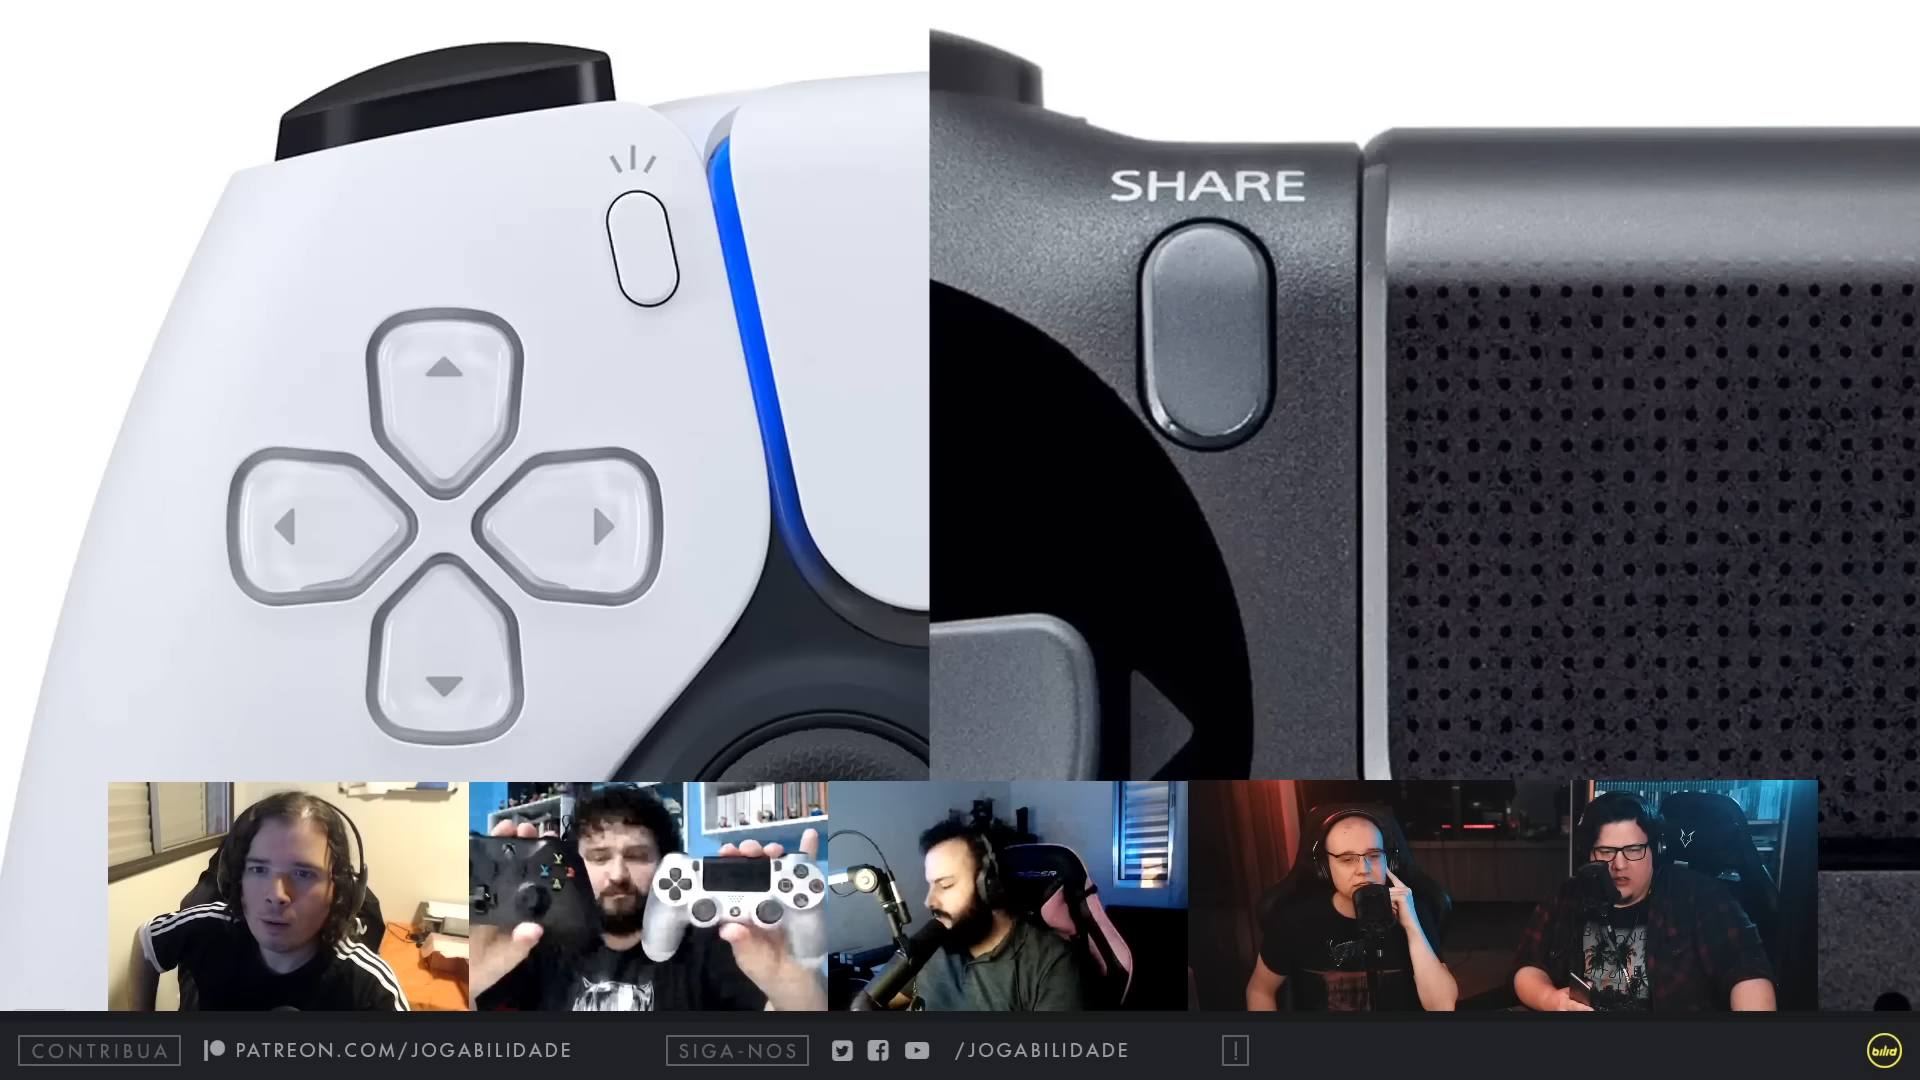 SHARE
CONTRIBUA
PATREON.COM/JOGABILIDADE
SIGA-NOS
/JOGABILIDADE
!